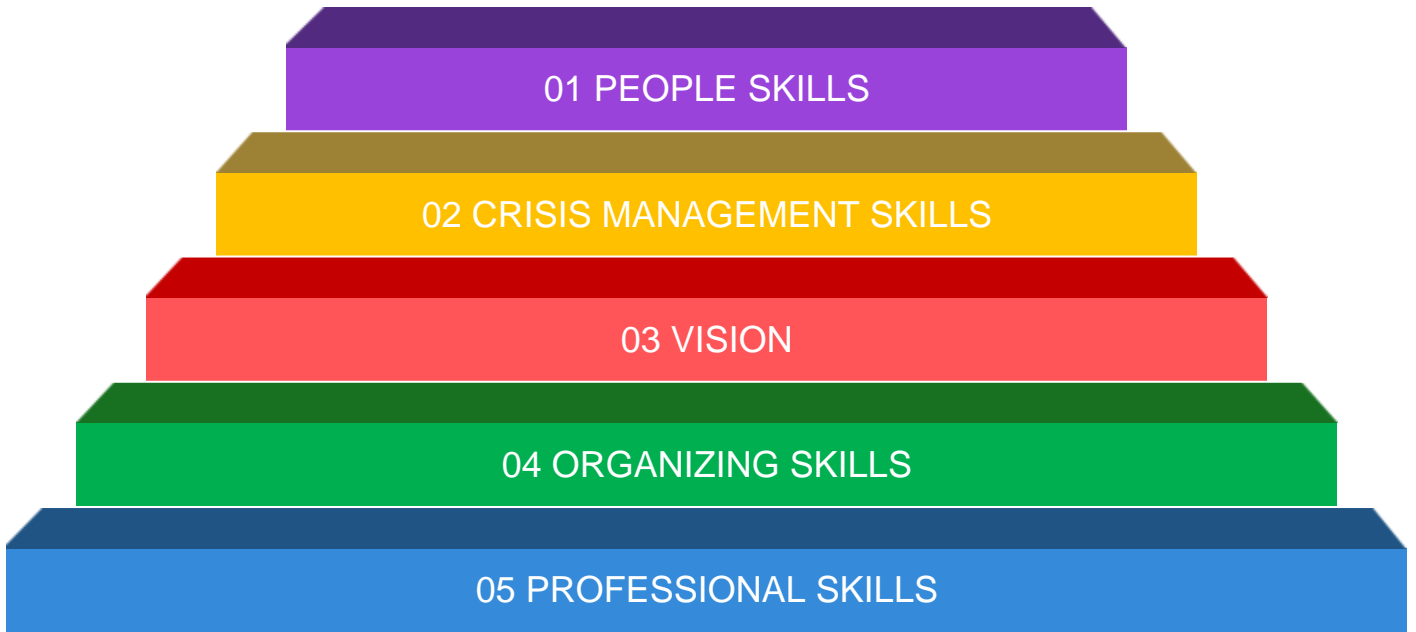 01 PEOPLE SKILLS
02 CRISIS MANAGEMENT SKILLS
03 VISION
04 ORGANIZING SKILLS
05 PROFESSIONAL SKILLS